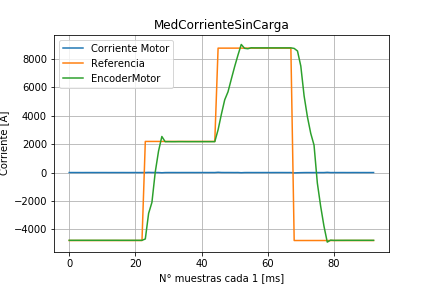 MedCorrienteSinCarga
Corriente Motor
Referencia
EncoderMotor
Corriente [A]
8000
6000
4000
2000
0
−2000
−4000
0 20 40 60 80
N° muestras cada 1 [ms]